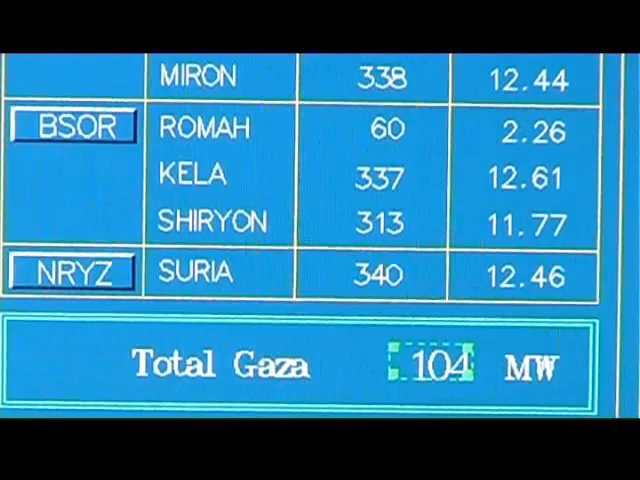 MIRON 338 12.44
BSOR ROMAH 60 2.26
KELA 337 12.61
SHIRYON 313 11.77
NRYZ SURIA 340 12.46
Total Gaza 104 MW